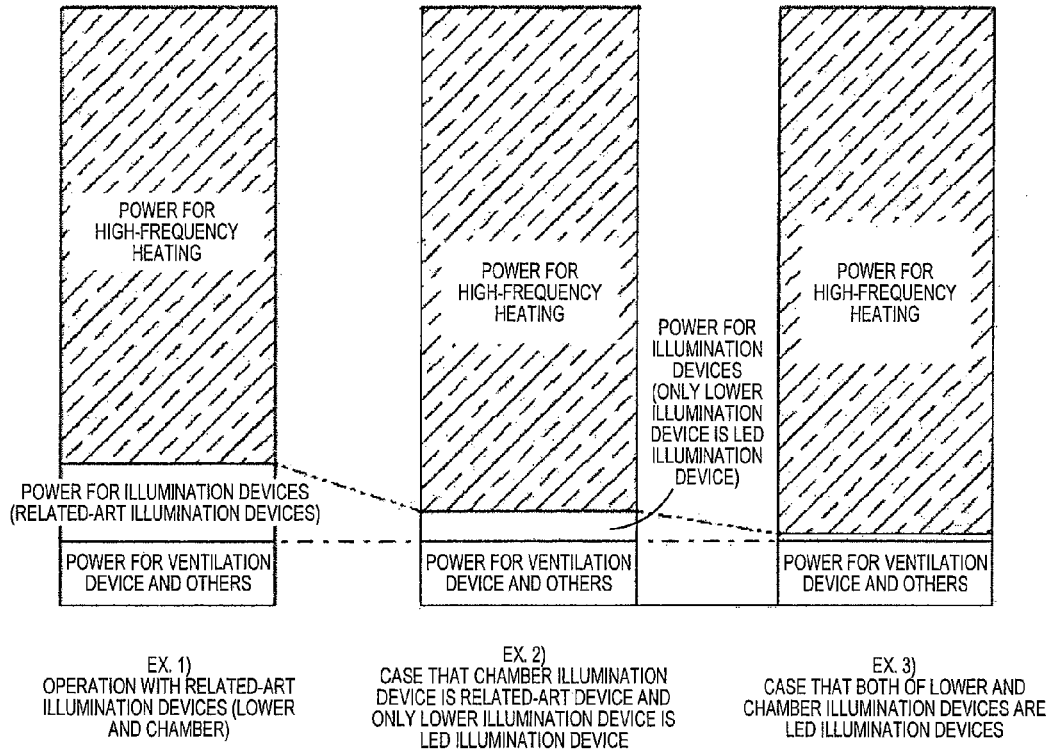 POWER FOR
HIGH-FREQUENCY
HEATING
POWER FOR ILLUMINATION DEVICES
(RELATED-ART ILLUMINATION DEVICES)
POWER FOR VENTILATION
DEVICE AND OTHERS
EX. 1)
OPERATION WITH RELATED-ART
ILLUMINATION DEVICES (LOWER
AND CHAMBER)
POWER FOR
HIGH-FREQUENCY
HEATING
POWER FOR
ILLUMINATION
DEVICES
(ONLY LOWER
ILLUMINATION
DEVICE IS LED
ILLUMINATION
DEVICE)
POWER FOR VENTILATION
DEVICE AND OTHERS
EX. 2)
CASE THAT CHAMBER ILLUMINATION
DEVICE IS RELATED-ART DEVICE AND
ONLY LOWER ILLUMINATION DEVICE IS
LED ILLUMINATION DEVICE
POWER FOR
HIGH-FREQUENCY
HEATING
POWER FOR VENTILATION
DEVICE AND OTHERS
EX. 3)
CASE THAT BOTH OF LOWER AND
CHAMBER ILLUMINATION DEVICES ARE
LED ILLUMINATION DEVICES